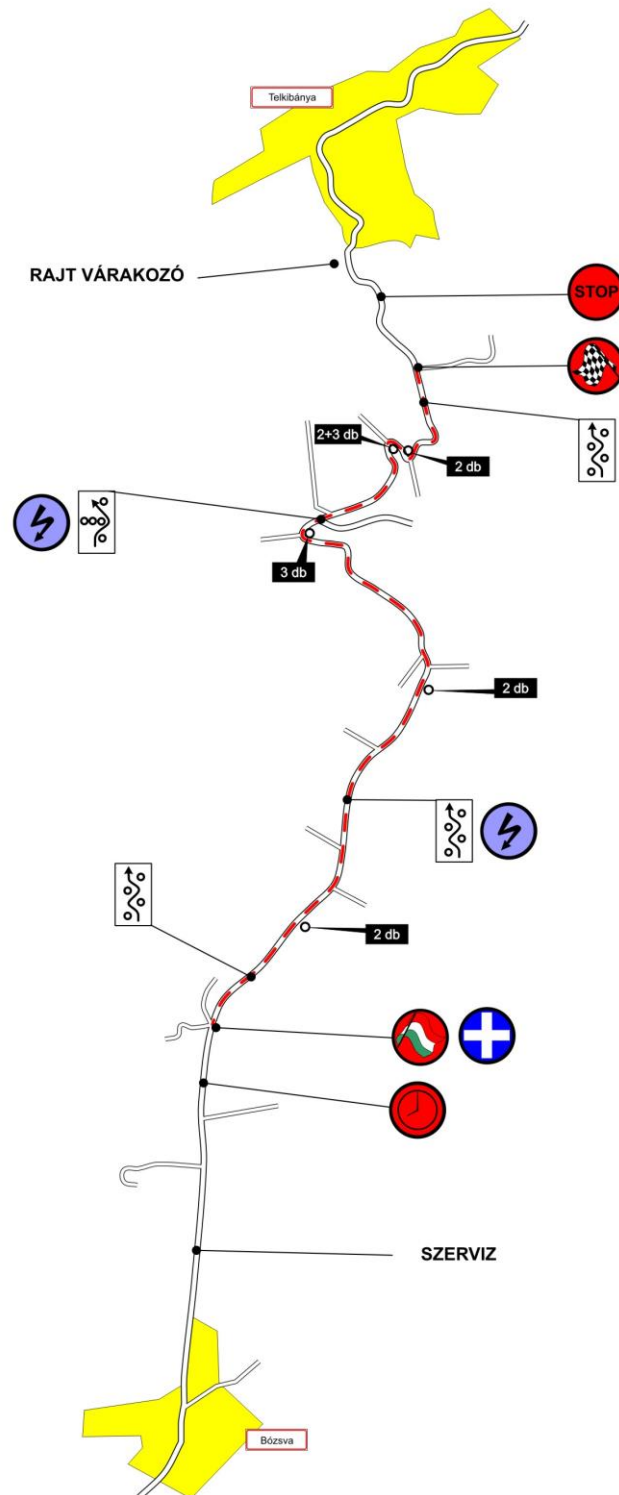 Telkibánya
RAJT VÁRAKOZÓ
STOP
2+3 db
2 db
3 db
2 db
2 db
SZERVIZ
Bózsva